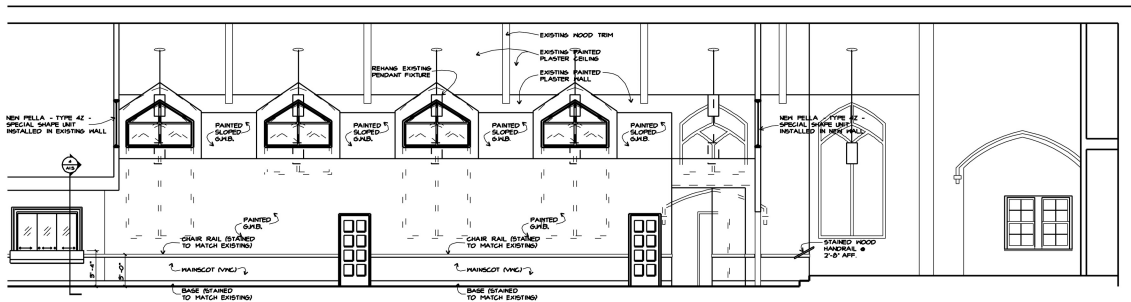 EXISTING WOOD TRIM
EXISTING PAINTED
PLASTER CEILING
REHANG EXISTING
PENDANT FIXTURE
EXISTING PAINTED
PLASTER WALL
NEW PELLA - TYPE 42 -
SPECIAL SHAPE UNIT
INSTALLED IN EXISTING WALL
PAINTED
SLOPED
G.W.B.
PAINTED
SLOPED
G.W.B.
PAINTED
SLOPED
G.W.B.
PAINTED
SLOPED
G.W.B.
NEW PELLA - TYPE 42 -
SPECIAL SHAPE UNIT
INSTALLED IN NEW WALL
PAINTED
G.W.B.
PAINTED
G.W.B.
CHAIR RAIL (STAINED
TO MATCH EXISTING)
CHAIR RAIL (STAINED
TO MATCH EXISTING)
STAINED WOOD
HANDRAIL @
2'-8" AFF.
3'-4"
3'-0"
WAINSCOT (VWC)
WAINSCOT (VWC)
BASE (STAINED
TO MATCH EXISTING)
BASE (STAINED
TO MATCH EXISTING)